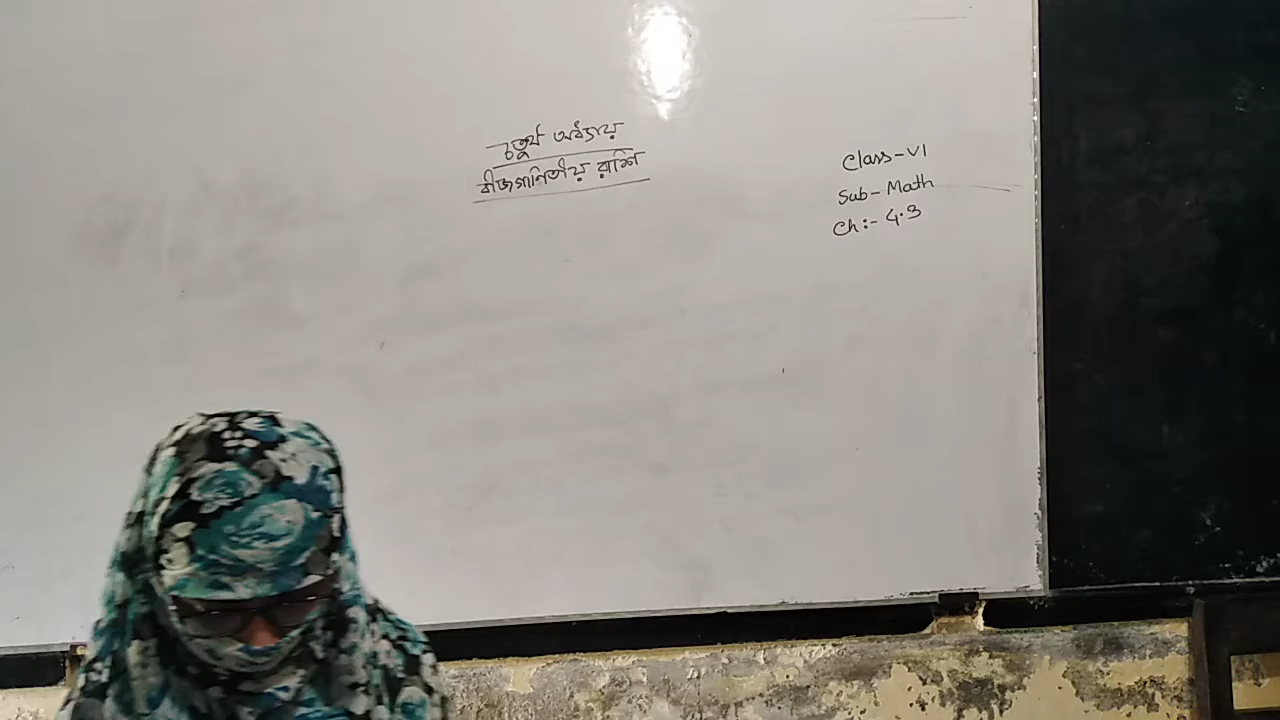 চতুর্থ অধ্যায়
বীজগাণিতীয় রাশি
Class-VI
Sub-Math
Ch:- 4.3